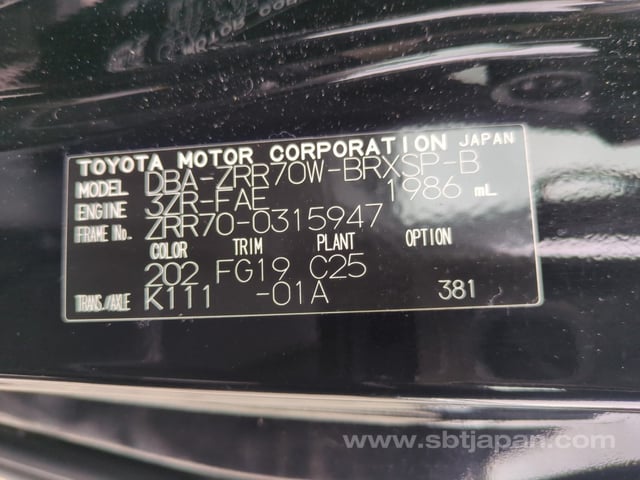 TOYOTA MOTOR CORPORATION JAPAN
MODEL DBA-ZRR70W-BRXSP-B
ENGINE 3ZR-FAE 1986 mL
FRAME No. ZRR70-0315947
COLOR TRIM PLANT OPTION
202 FG19 C25
TRANS./AXLE K111 -01A 381
www.sbtjapan.com